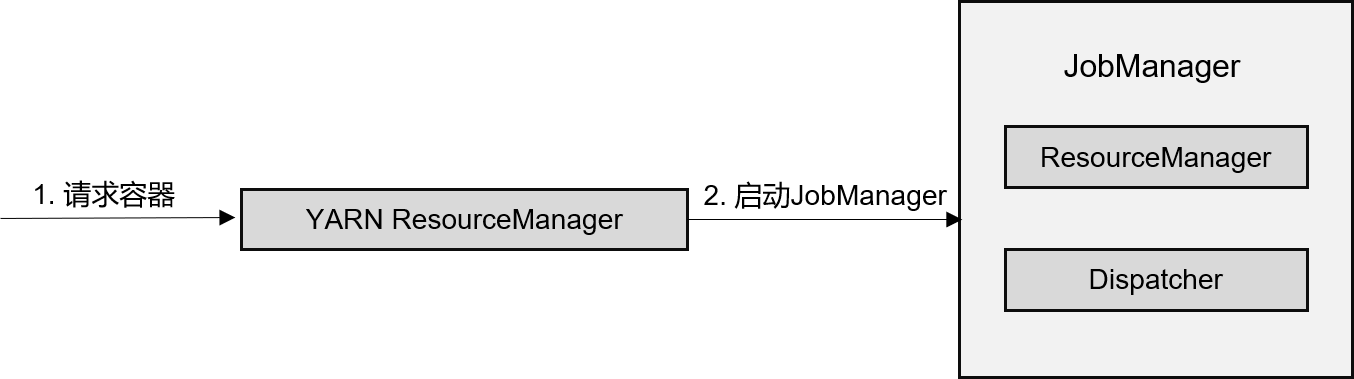 JobManager
ResourceManager
1. 请求容器
2. 启动JobManager
YARN ResourceManager
Dispatcher